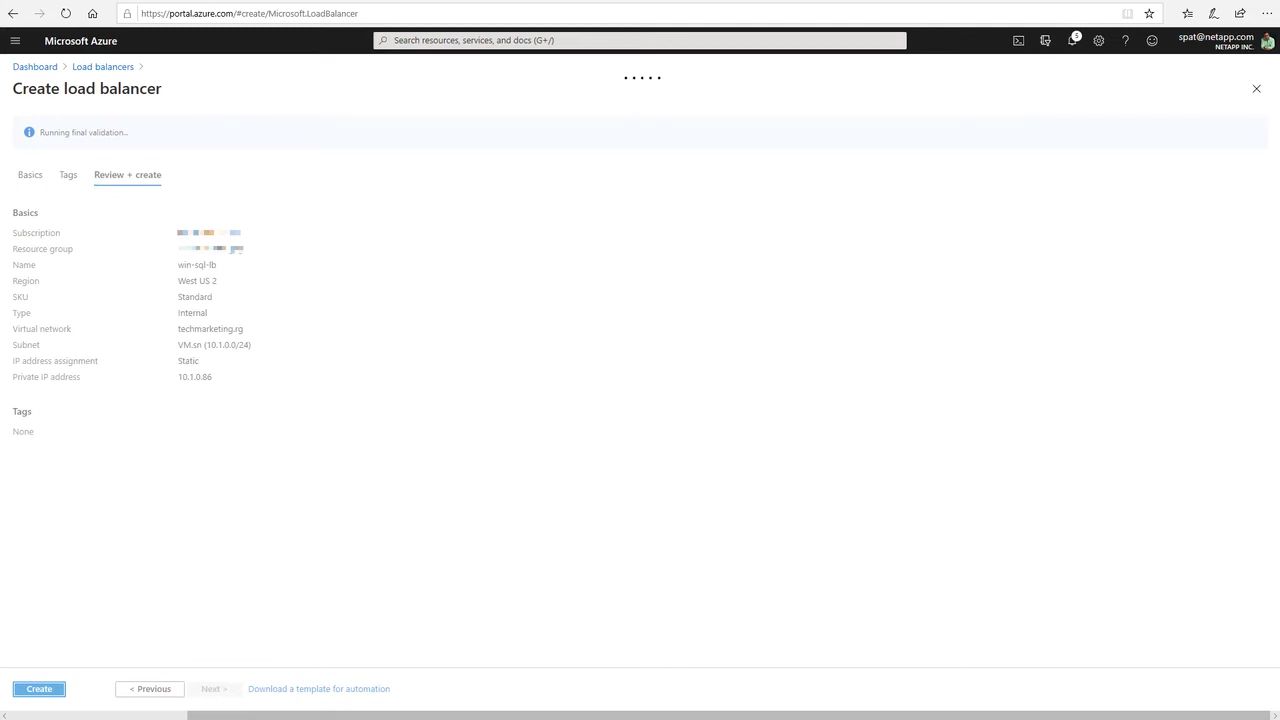 https://portal.azure.com/#create/Microsoft.LoadBalancer
Microsoft Azure
Search resources, services, and docs (G+/)
5
spat@netapp.com
NETAPP INC.
Dashboard > Load balancers >
Create load balancer
Running final validation...
Basics Tags Review + create
Basics
Subscription
Resource group
Name win-sql-lb
Region West US 2
SKU Standard
Type Internal
Virtual network techmarketing.rg
Subnet VM.sn (10.1.0.0/24)
IP address assignment Static
Private IP address 10.1.0.86
Tags
None
Create < Previous Next > Download a template for automation